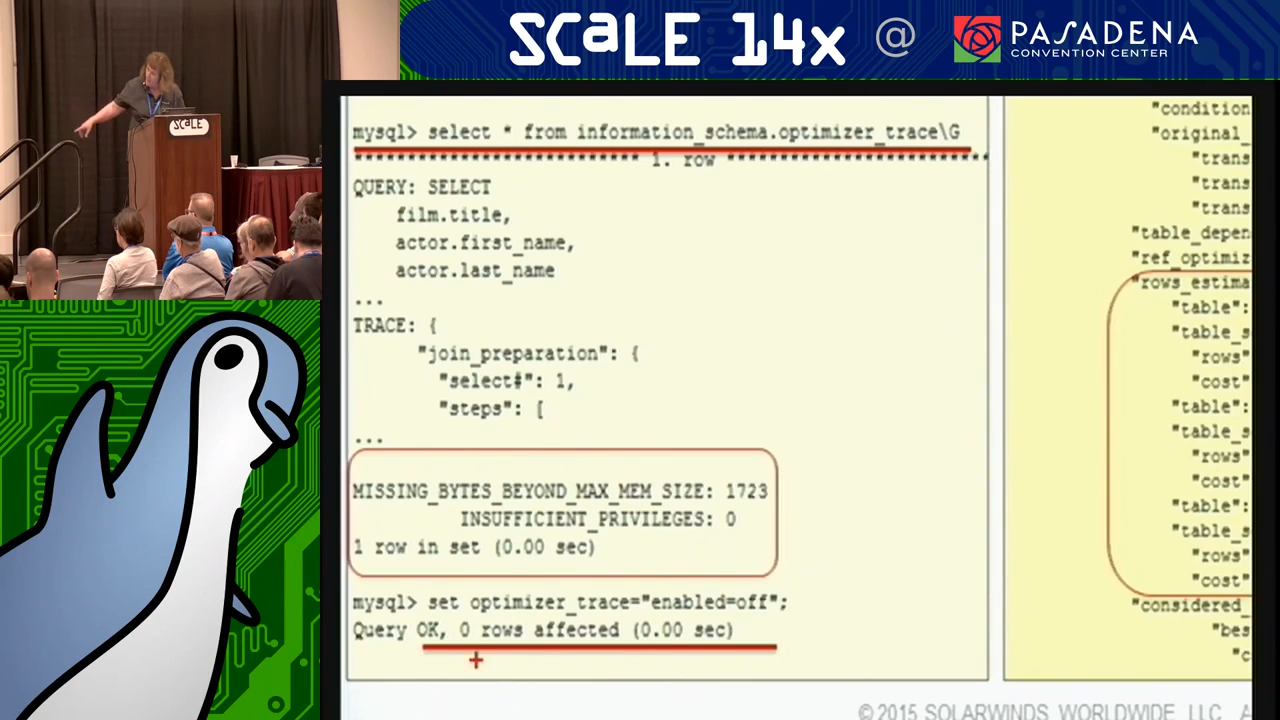 SCALE 14x @ PASADENA
CONVENTION CENTER
SCALE
mysql> select * from information_schema.optimizer_trace\G
*************************** 1. row ***************************
QUERY: SELECT
film.title,
actor.first_name,
actor.last_name
...
TRACE: {
"join_preparation": {
"select#": 1,
"steps": [
...
MISSING_BYTES_BEYOND_MAX_MEM_SIZE: 1723
INSUFFICIENT_PRIVILEGES: 0
1 row in set (0.00 sec)
mysql> set optimizer_trace="enabled=off";
Query OK, 0 rows affected (0.00 sec)
"condition
"original_
"trans
"trans
"trans
"table_depen
"ref_optimiz
"rows_estima
"table":
"table_s
"rows"
"cost"
"table":
"table_s
"rows"
"cost"
"table":
"table_s
"rows"
"cost"
"considered_
"bes
"c
© 2015 SOLARWINDS WORLDWIDE, LLC. A